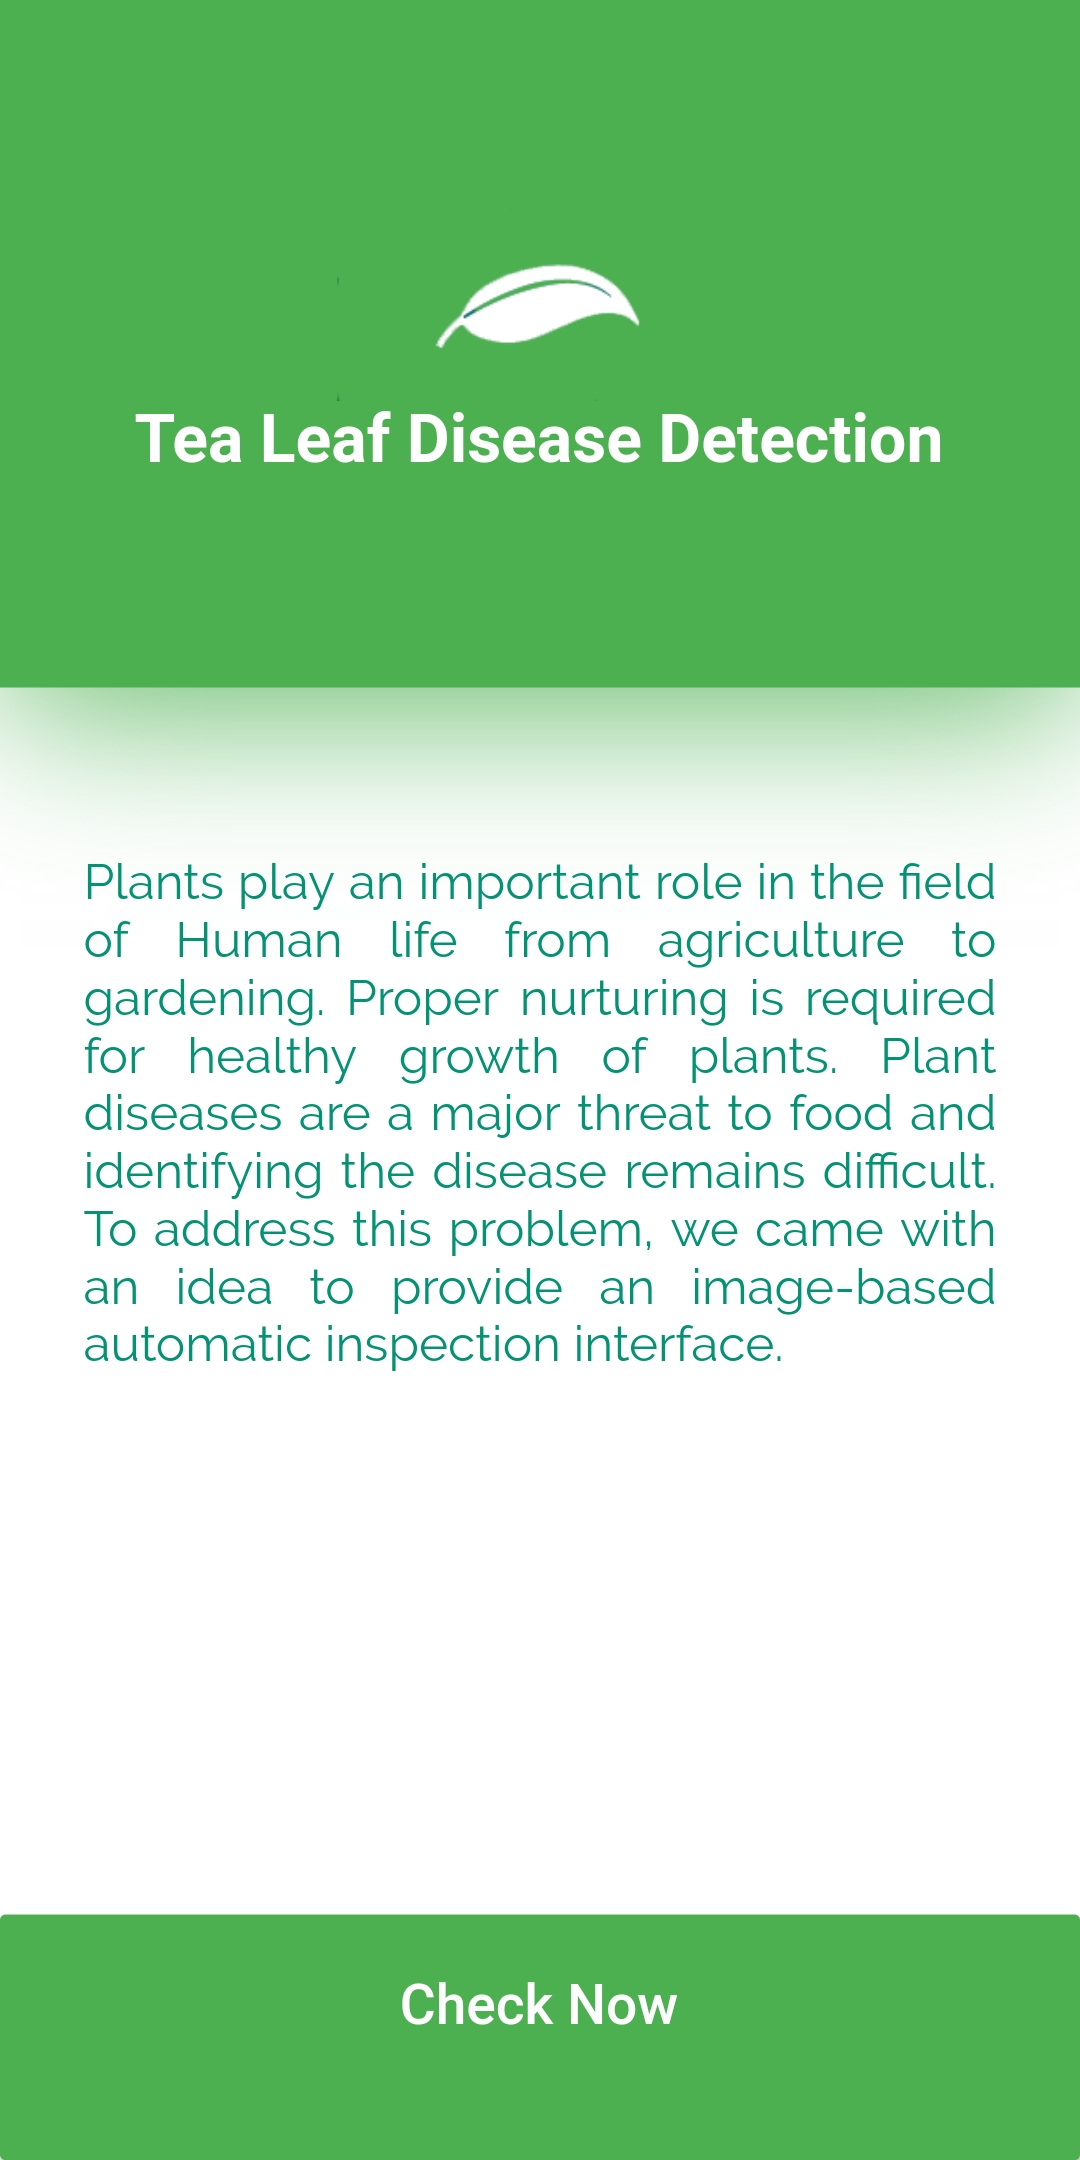 Tea Leaf Disease Detection
Plants play an important role in the field
of Human life from agriculture to
gardening. Proper nurturing is required
for healthy growth of plants. Plant
diseases are a major threat to food and
identifying the disease remains difficult.
To address this problem, we came with
an idea to provide an image-based
automatic inspection interface.
Check Now